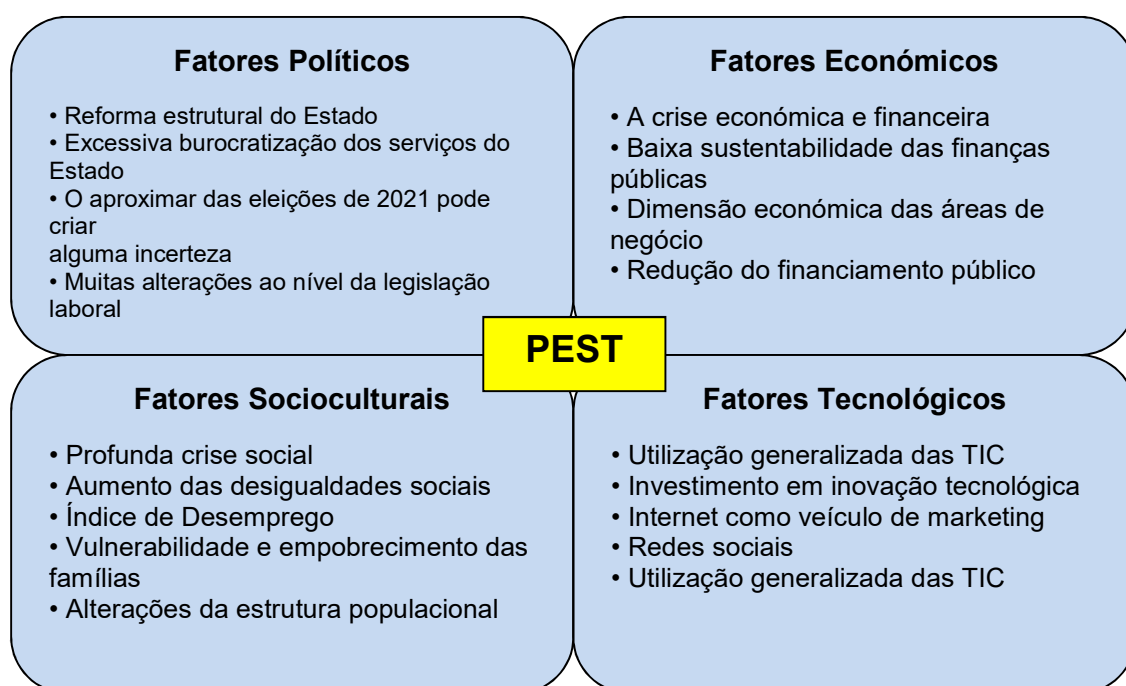 Fatores Políticos
• Reforma estrutural do Estado
• Excessiva burocratização dos serviços do
Estado
• O aproximar das eleições de 2021 pode
criar
alguma incerteza
• Muitas alterações ao nível da legislação
laboral
Fatores Económicos
• A crise económica e financeira
• Baixa sustentabilidade das finanças
públicas
• Dimensão económica das áreas de
negócio
• Redução do financiamento público
PEST
Fatores Socioculturais
• Profunda crise social
• Aumento das desigualdades sociais
• Índice de Desemprego
• Vulnerabilidade e empobrecimento das
famílias
• Alterações da estrutura populacional
Fatores Tecnológicos
• Utilização generalizada das TIC
• Investimento em inovação tecnológica
• Internet como veículo de marketing
• Redes sociais
• Utilização generalizada das TIC